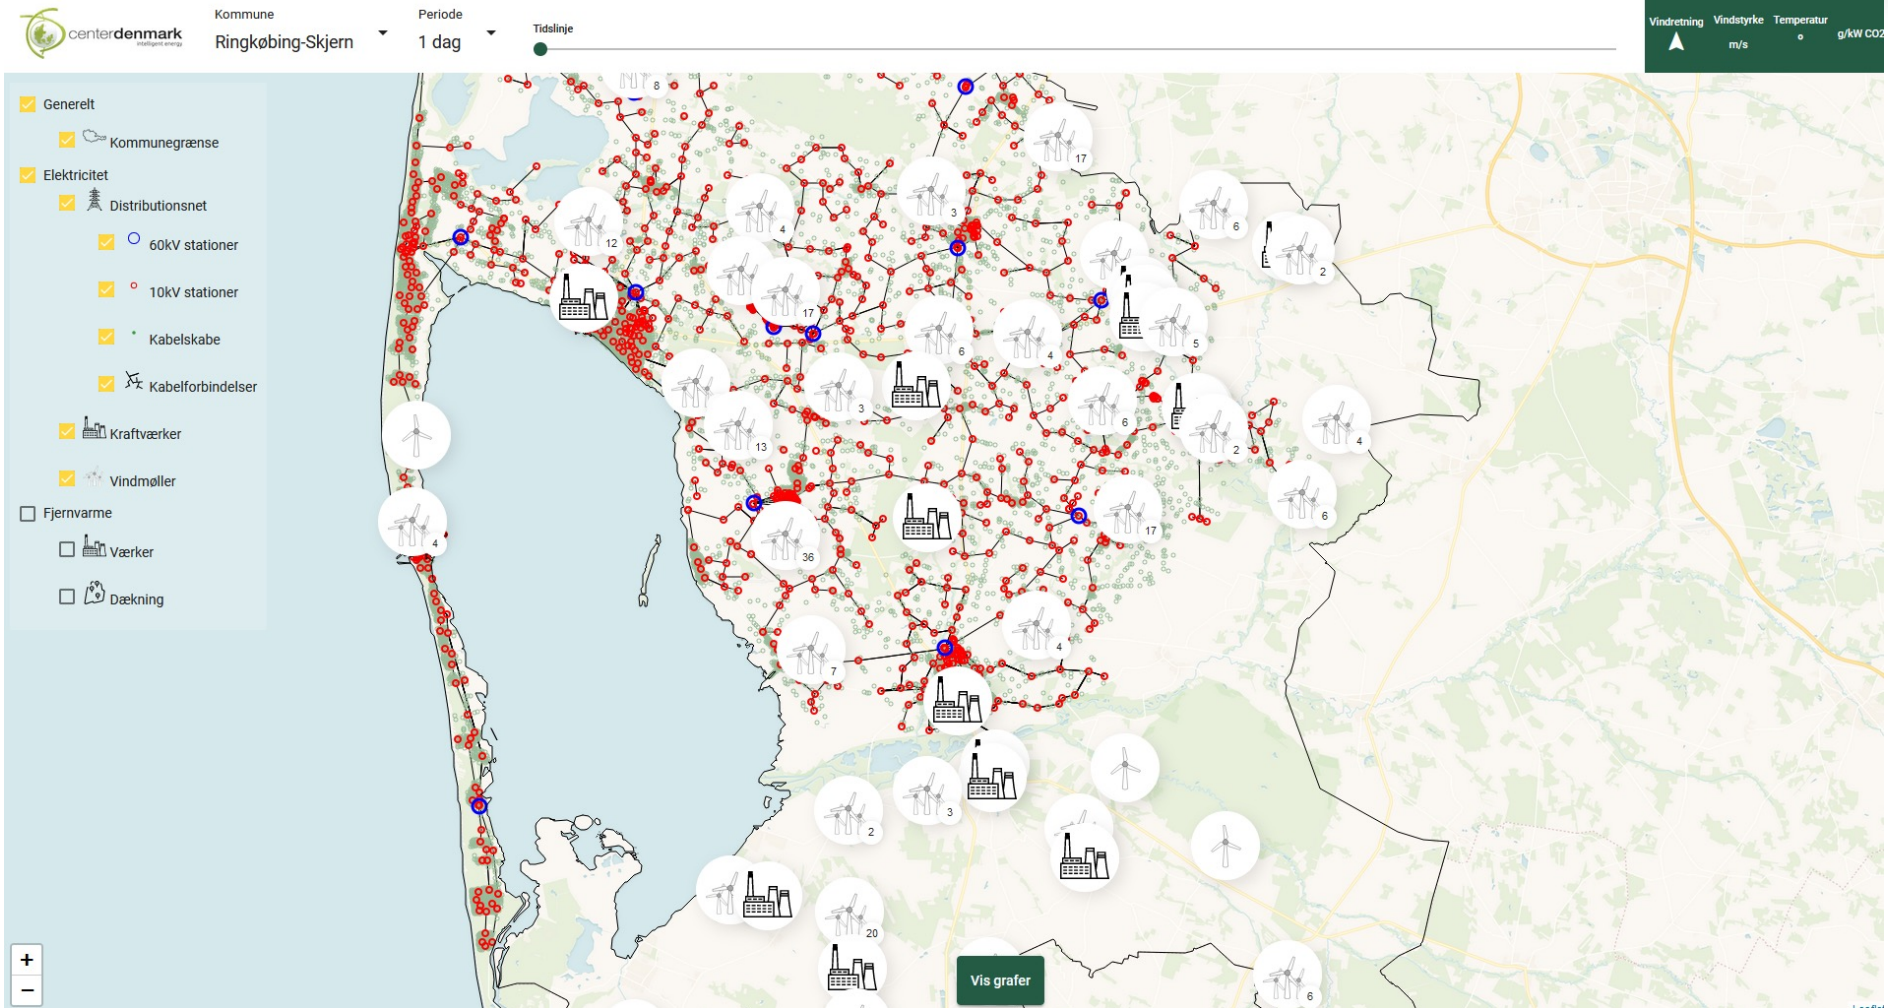 centerdenmark
intelligent energy
Kommune
Ringkøbing-Skjern
Periode
1 dag
Tidslinje
Vindretning
Vindstyrke
m/s
Temperatur
°
g/kW CO2
Generelt
Kommunegrænse
Elektricitet
Distributionsnet
60kV stationer
10kV stationer
Kabelskabe
Kabelforbindelser
Kraftværker
Vindmøller
Fjernvarme
Værker
Dækning
8
17
3
4
6
12
2
17
5
6
4
3
6
13
2
4
6
17
4
36
4
7
3
2
20
6
+
−
Vis grafer